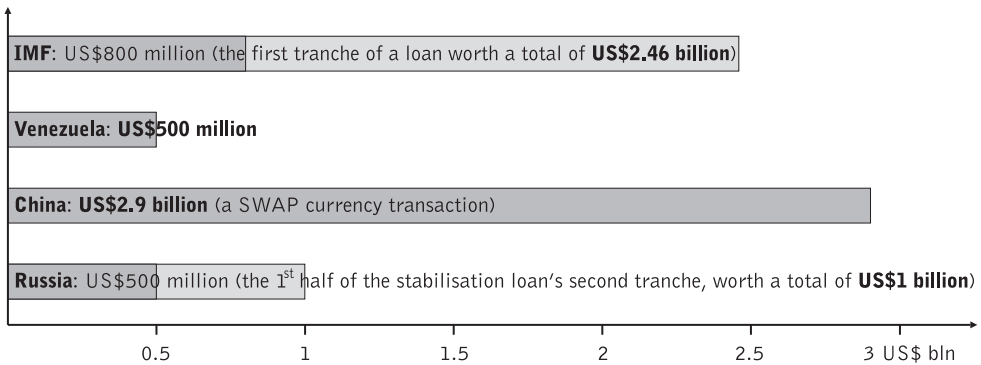 IMF: US$800 million (the first tranche of a loan worth a total of US$2.46 billion)
Venezuela: US$500 million
China: US$2.9 billion (a SWAP currency transaction)
Russia: US$500 million (the 1st half of the stabilisation loan's second tranche, worth a total of US$1 billion)
0.5 1 1.5 2 2.5 3 US$ bln